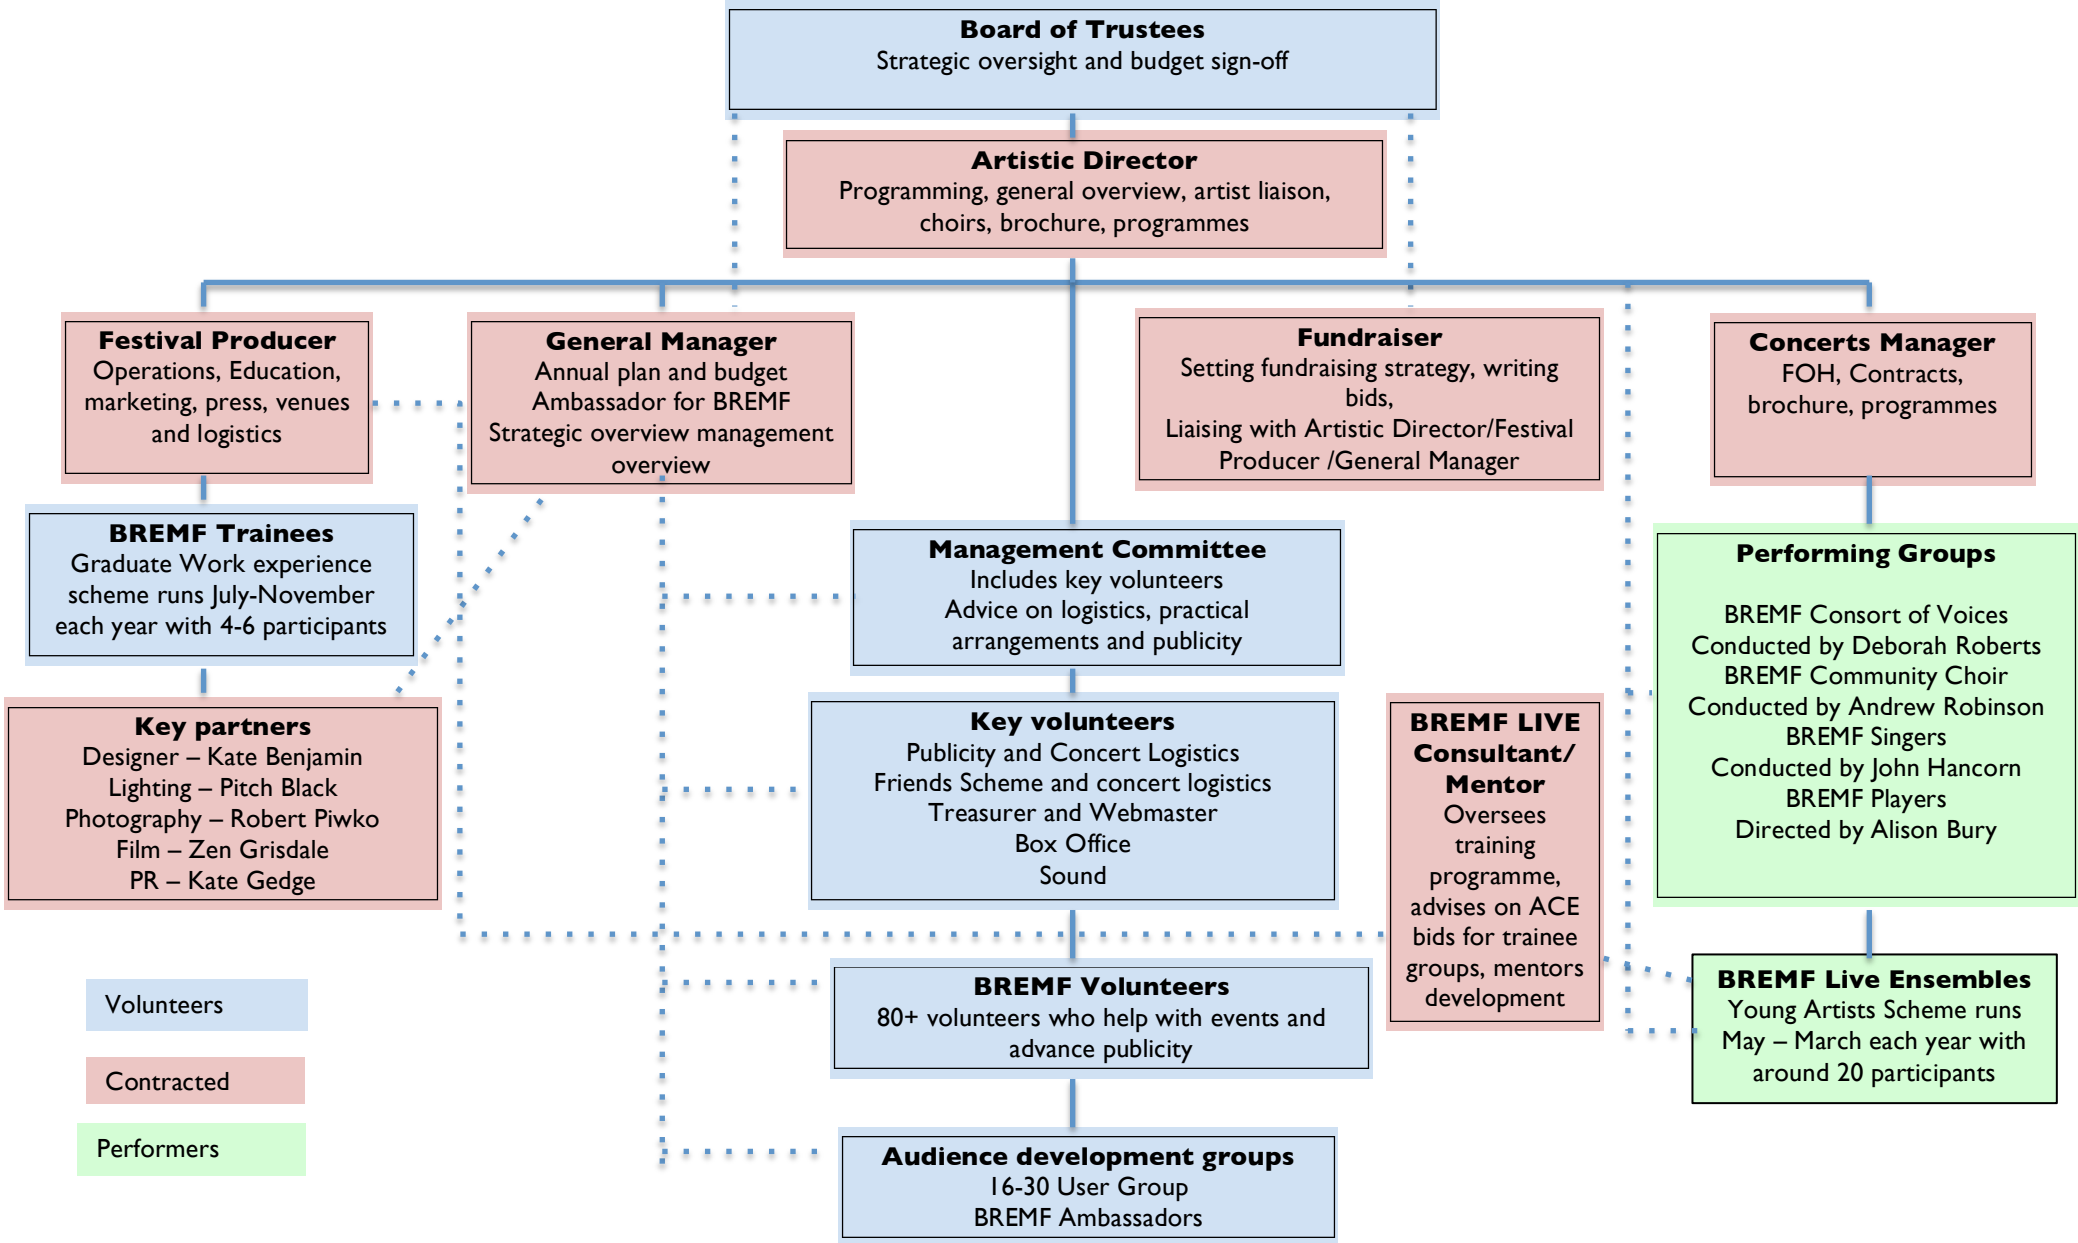 Board of Trustees
Strategic oversight and budget sign-off
Artistic Director
Programming, general overview, artist liaison,
choirs, brochure, programmes
Festival Producer
Operations, Education,
marketing, press, venues
and logistics
General Manager
Annual plan and budget
Ambassador for BREMF
Strategic overview management
overview
Fundraiser
Setting fundraising strategy, writing
bids,
Liaising with Artistic Director/Festival
Producer /General Manager
Concerts Manager
FOH, Contracts,
brochure, programmes
BREMF Trainees
Graduate Work experience
scheme runs July-November
each year with 4-6 participants
Management Committee
Includes key volunteers
Advice on logistics, practical
arrangements and publicity
Performing Groups
BREMF Consort of Voices
Conducted by Deborah Roberts
BREMF Community Choir
Conducted by Andrew Robinson
BREMF Singers
Conducted by John Hancorn
BREMF Players
Directed by Alison Bury
Key partners
Designer – Kate Benjamin
Lighting – Pitch Black
Photography – Robert Piwko
Film – Zen Grisdale
PR – Kate Gedge
Key volunteers
Publicity and Concert Logistics
Friends Scheme and concert logistics
Treasurer and Webmaster
Box Office
Sound
BREMF LIVE
Consultant/
Mentor
Oversees
training
programme,
advises on ACE
bids for trainee
groups, mentors
development
BREMF Volunteers
80+ volunteers who help with events and
advance publicity
BREMF Live Ensembles
Young Artists Scheme runs
May – March each year with
around 20 participants
Audience development groups
16-30 User Group
BREMF Ambassadors
Volunteers
Contracted
Performers